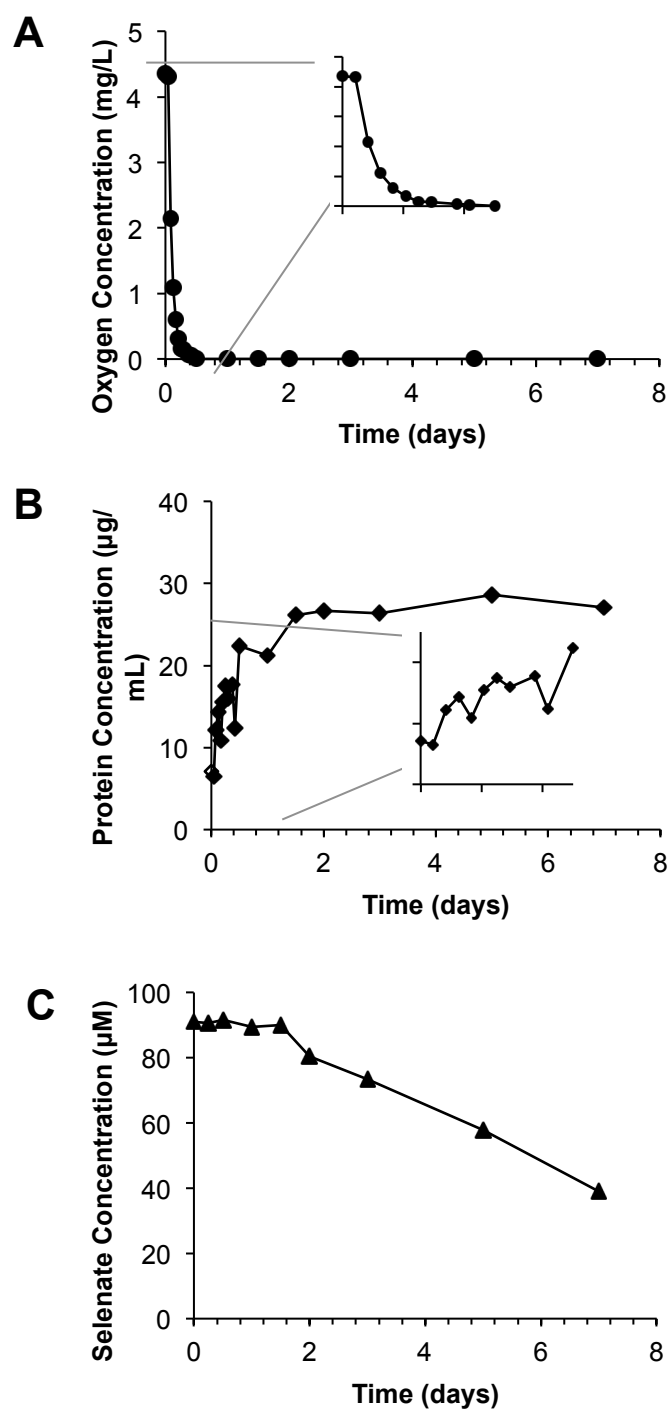 A
Oxygen Concentration (mg/L)
5
4
3
2
1
0
0 2 4 6 8
Time (days)
B
Protein Concentration (µg/
mL)
40
30
20
10
0
0 2 4 6 8
Time (days)
C
Selenate Concentration (µM)
100
80
60
40
20
0
0 2 4 6 8
Time (days)